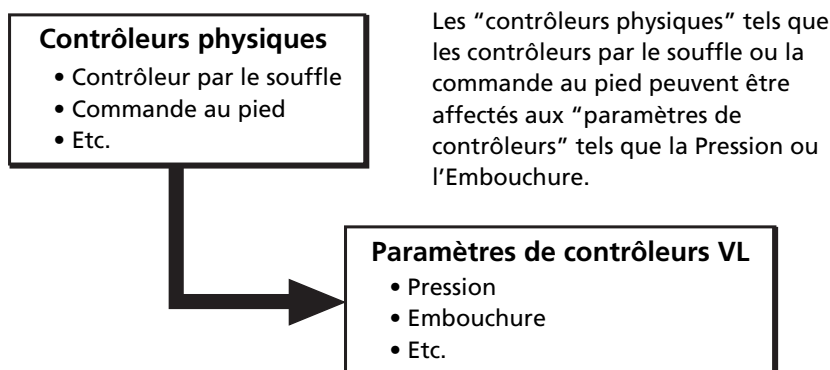 Contrôleurs physiques
• Contrôleur par le souffle
• Commande au pied
• Etc.
Les “contrôleurs physiques” tels que
les contrôleurs par le souffle ou la
commande au pied peuvent être
affectés aux “paramètres de
contrôleurs” tels que la Pression ou
l’Embouchure.
Paramètres de contrôleurs VL
• Pression
• Embouchure
• Etc.